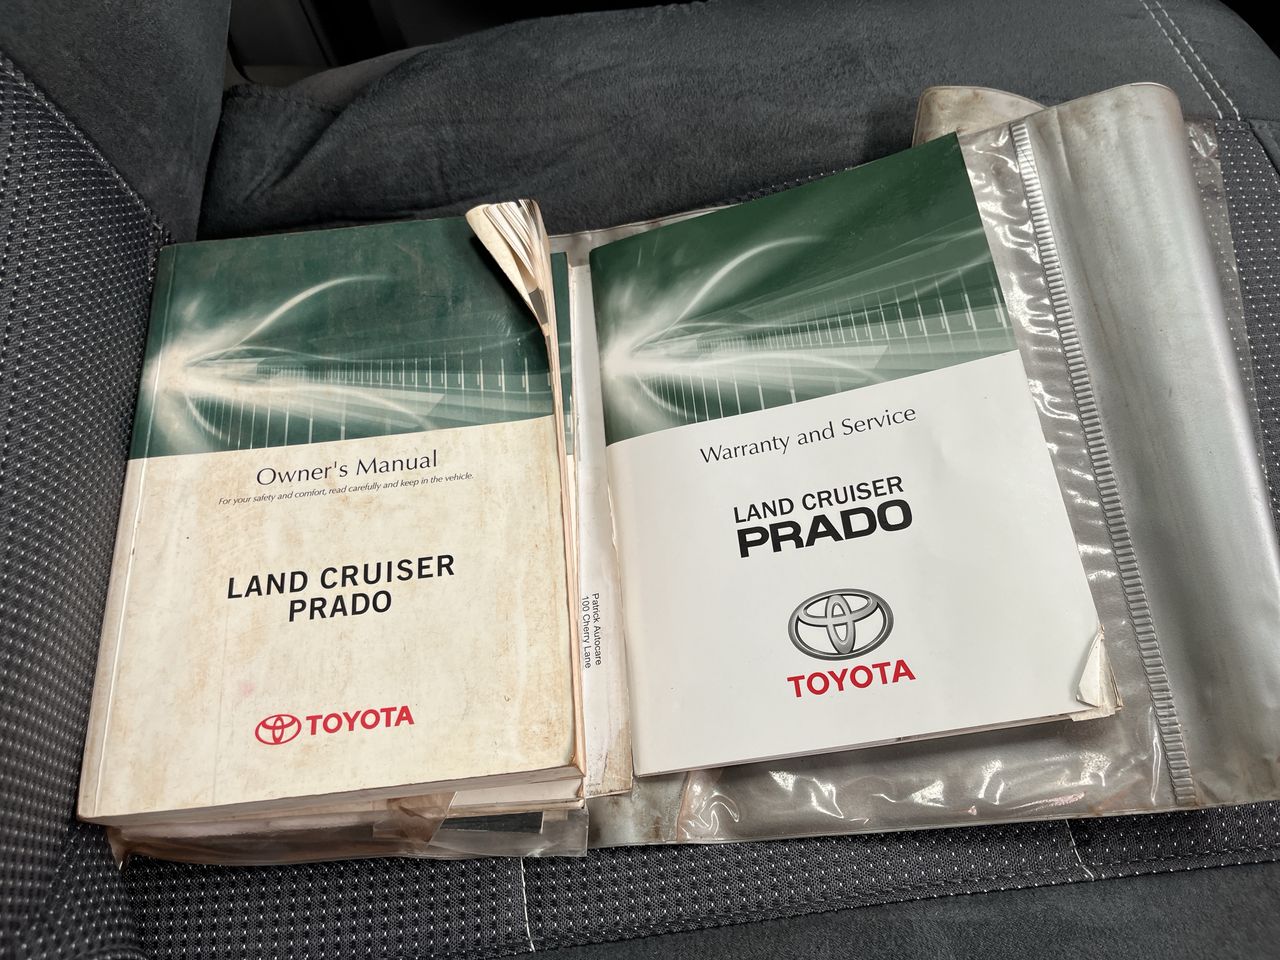 Owner's Manual
For your safety and comfort, read carefully and keep in the vehicle.
LAND CRUISER
PRADO
TOYOTA
Patrick Autocare
100 Cherry Lane
Warranty and Service
LAND CRUISER
PRADO
TOYOTA